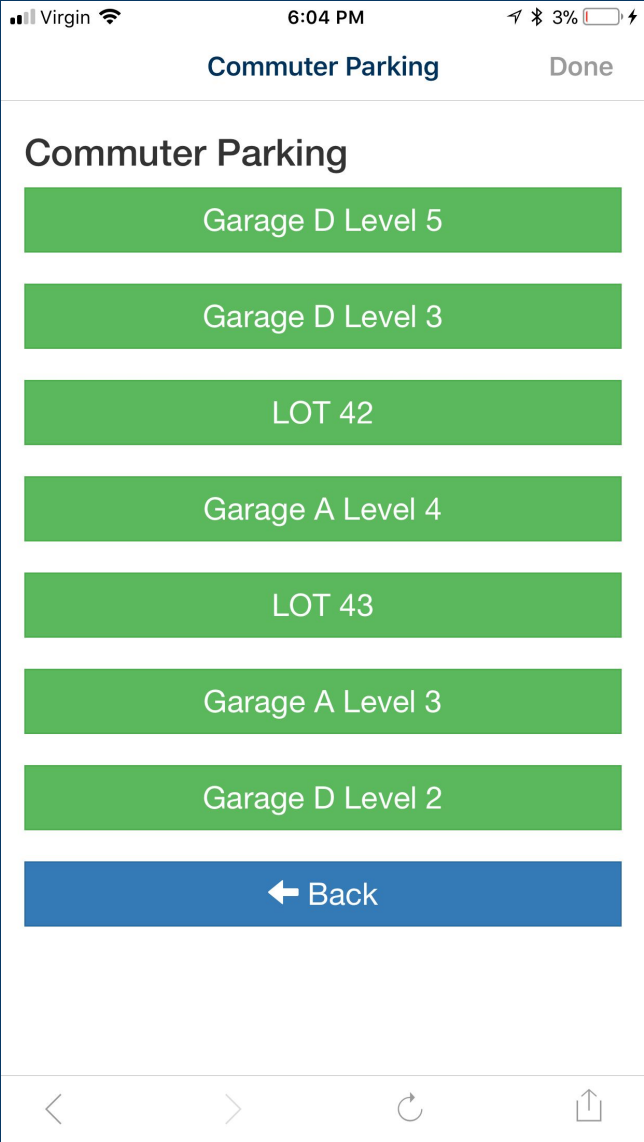 Virgin 6:04 PM 3%
Commuter Parking Done
Commuter Parking
Garage D Level 5
Garage D Level 3
LOT 42
Garage A Level 4
LOT 43
Garage A Level 3
Garage D Level 2
Back